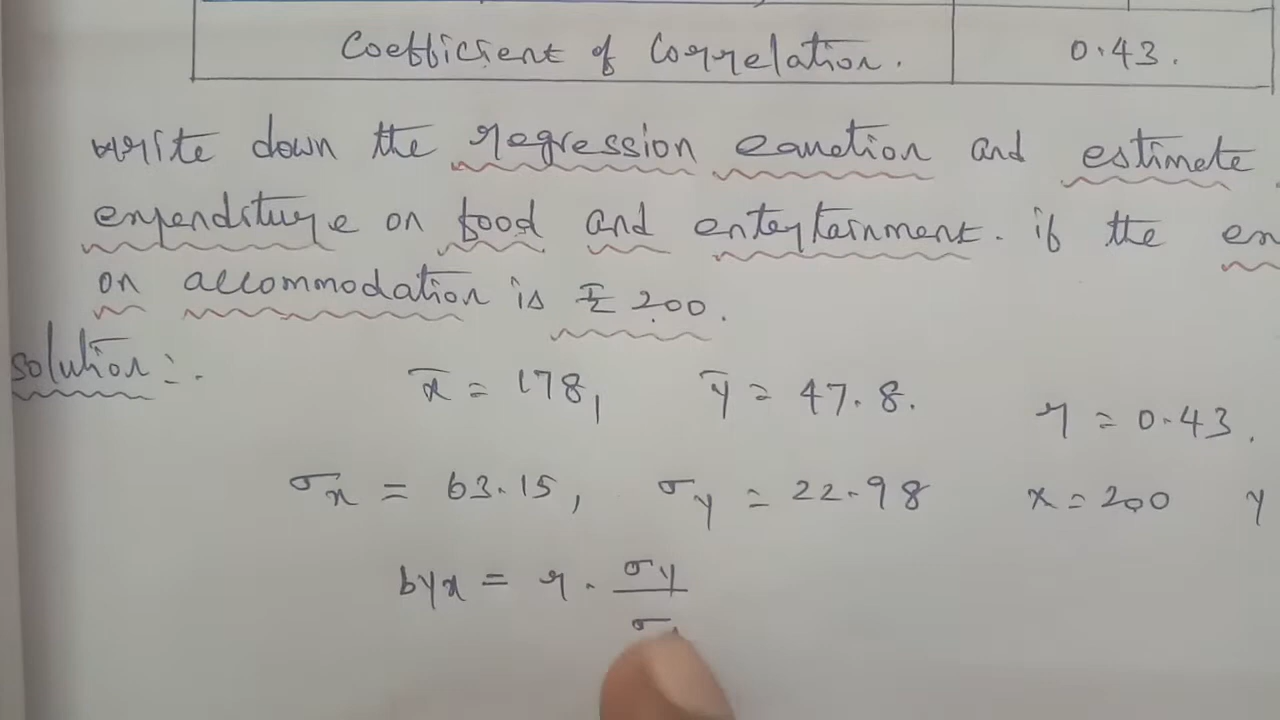 Coefficient of Correlation. 0.43.
write down the regression equation and estimate
expenditure on food and entertainment. if the
on accommodation is ₹ 200.
solution:-
x̄ = 178, ȳ = 47.8. r = 0.43.
σx = 63.15, σy = 22.98 x = 200 y
byx = r . σy
σ